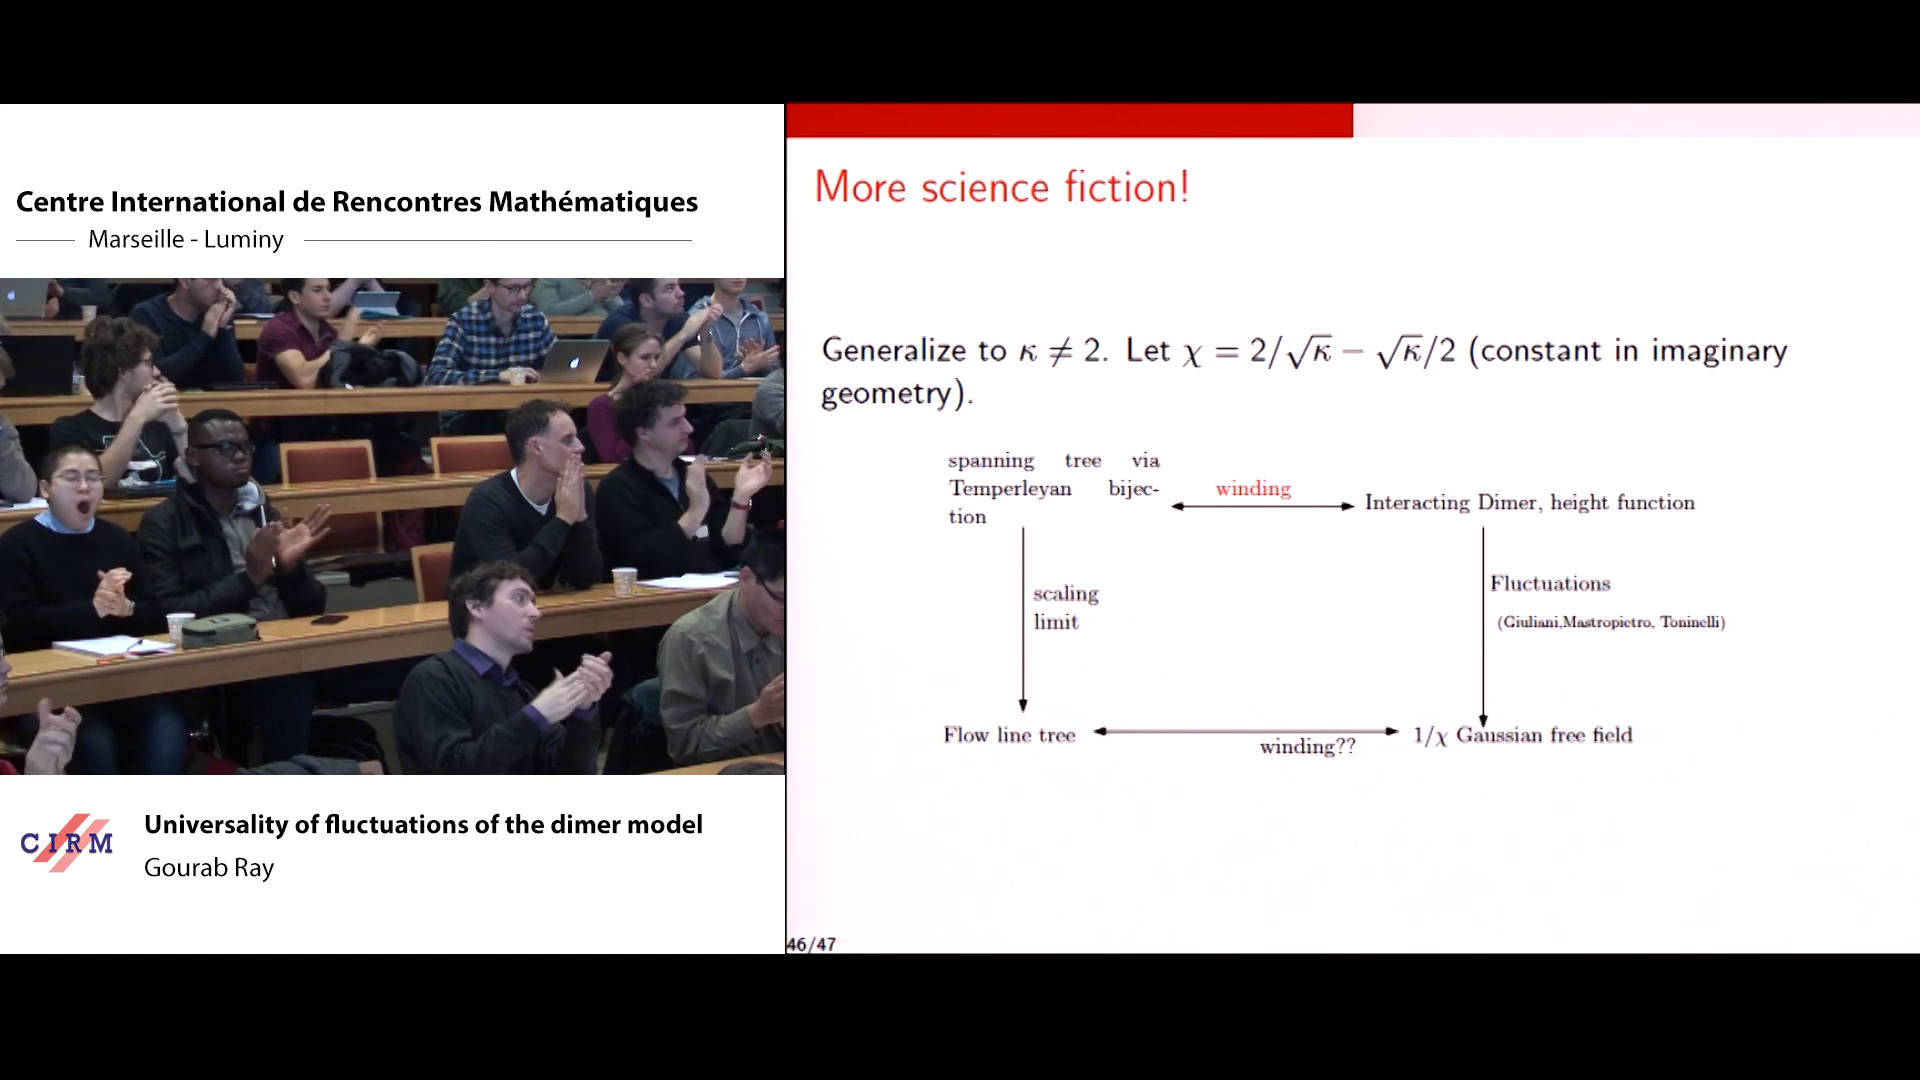 Centre International de Rencontres Mathématiques
Marseille - Luminy
CIRM
Universality of fluctuations of the dimer model
Gourab Ray
More science fiction!
Generalize to κ ≠ 2. Let χ = 2/√κ − √κ/2 (constant in imaginary
geometry).
spanning tree via
Temperleyan bijec-
tion
winding
Interacting Dimer, height function
scaling
limit
Fluctuations
(Giuliani,Mastropietro, Toninelli)
Flow line tree
winding??
1/χ Gaussian free field
46/47